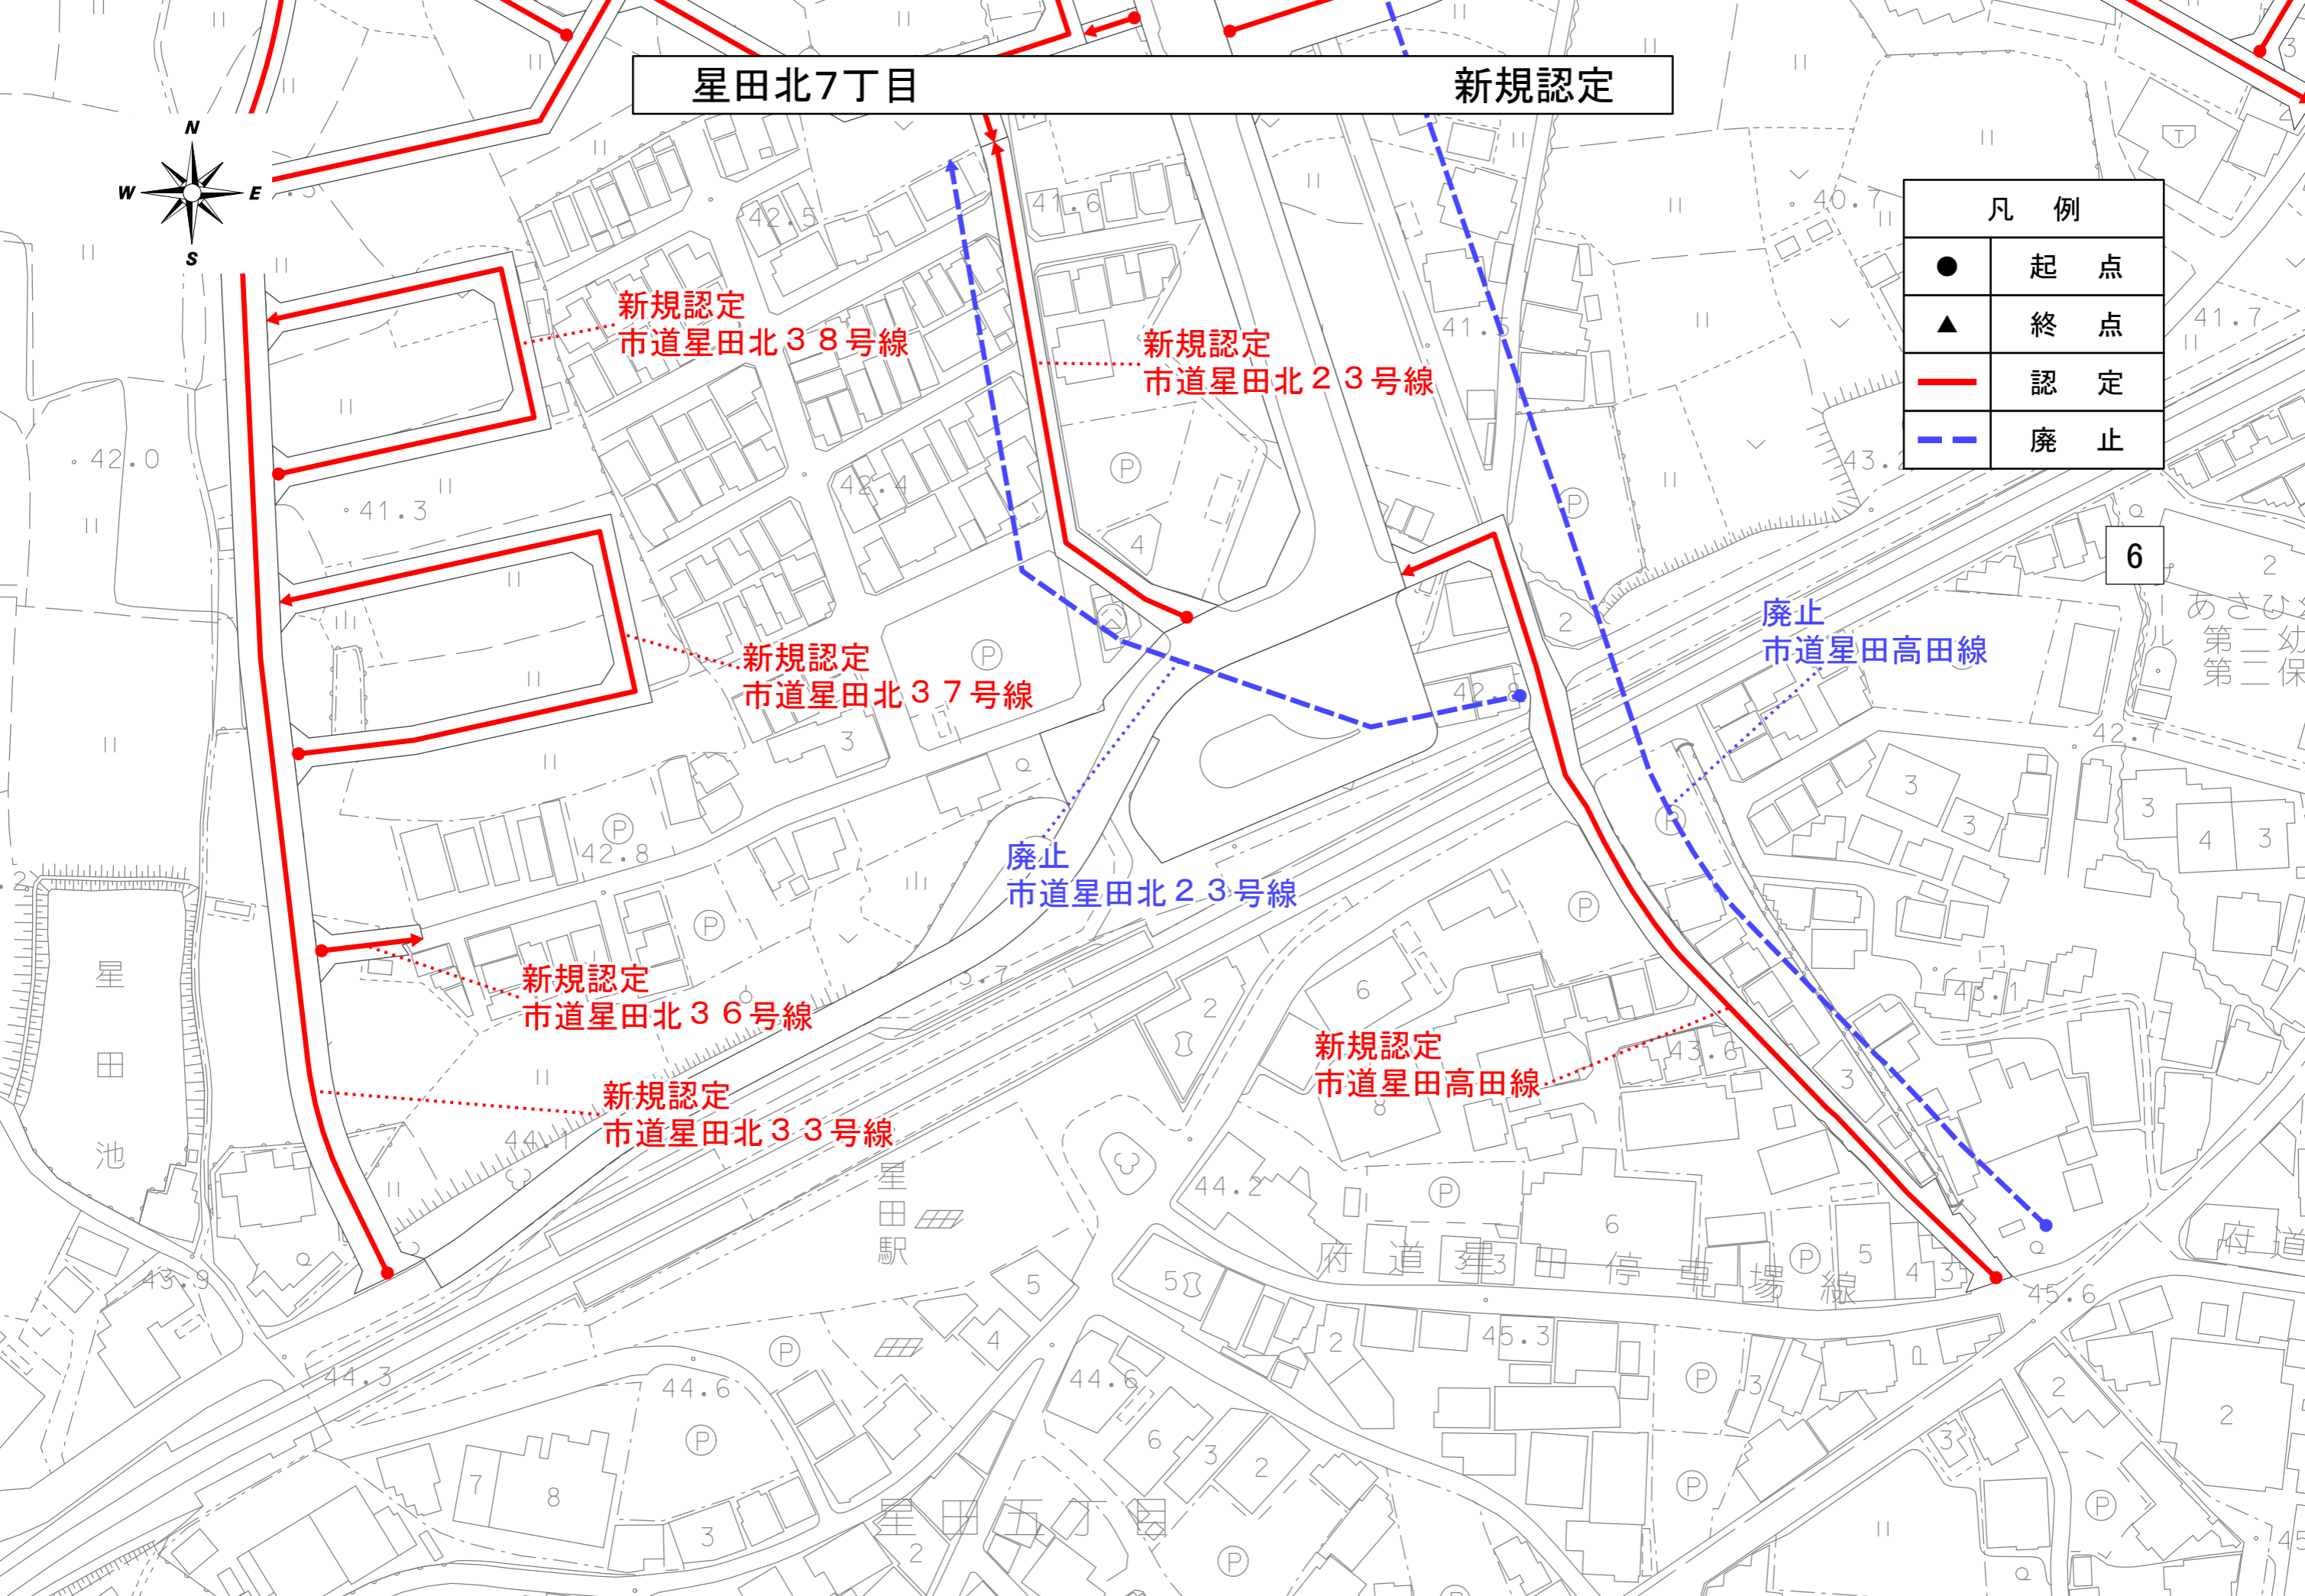 星田北7丁目 新規認定
N
W E
S
凡 例
起 点
終 点
認 定
廃 止
6
新規認定
市道星田北３８号線
新規認定
市道星田北２３号線
新規認定
市道星田北３７号線
廃止
市道星田高田線
廃止
市道星田北２３号線
新規認定
市道星田北３６号線
新規認定
市道星田北３３号線
新規認定
市道星田高田線
42.5
41.6
40.7
41.5
41.7
42.0
41.3
42.4
42.8
42.8
42.7
43.6
44.2
43.9
44.3
44.6
44.6
45.3
45.6
44.1
星田池
星田駅
府道星田停車場線
府道
星田五丁目
第二幼
第二保